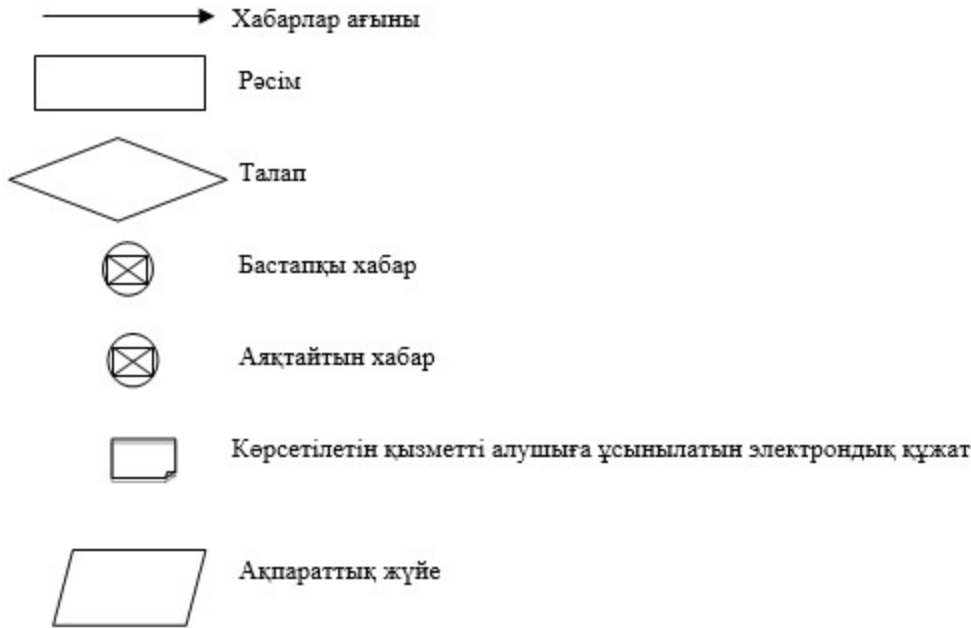 Хабарлар ағыны
Рәсім
Талап
Бастапқы хабар
Аяқтайтын хабар
Көрсетілетін қызметті алушыға ұсынылатын электрондық құжат
Ақпараттық жүйе